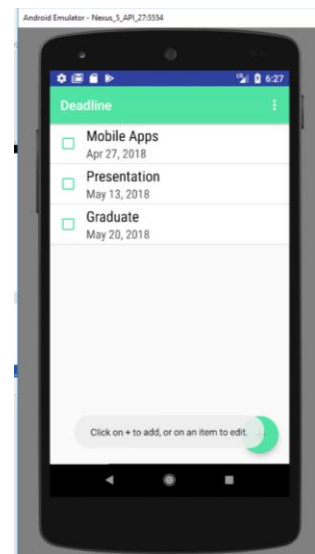 Android Emulator - Nexus_5_API_27:5554
6:27
Deadline
Mobile Apps
Apr 27, 2018
Presentation
May 13, 2018
Graduate
May 20, 2018
Click on + to add, or on an item to edit.